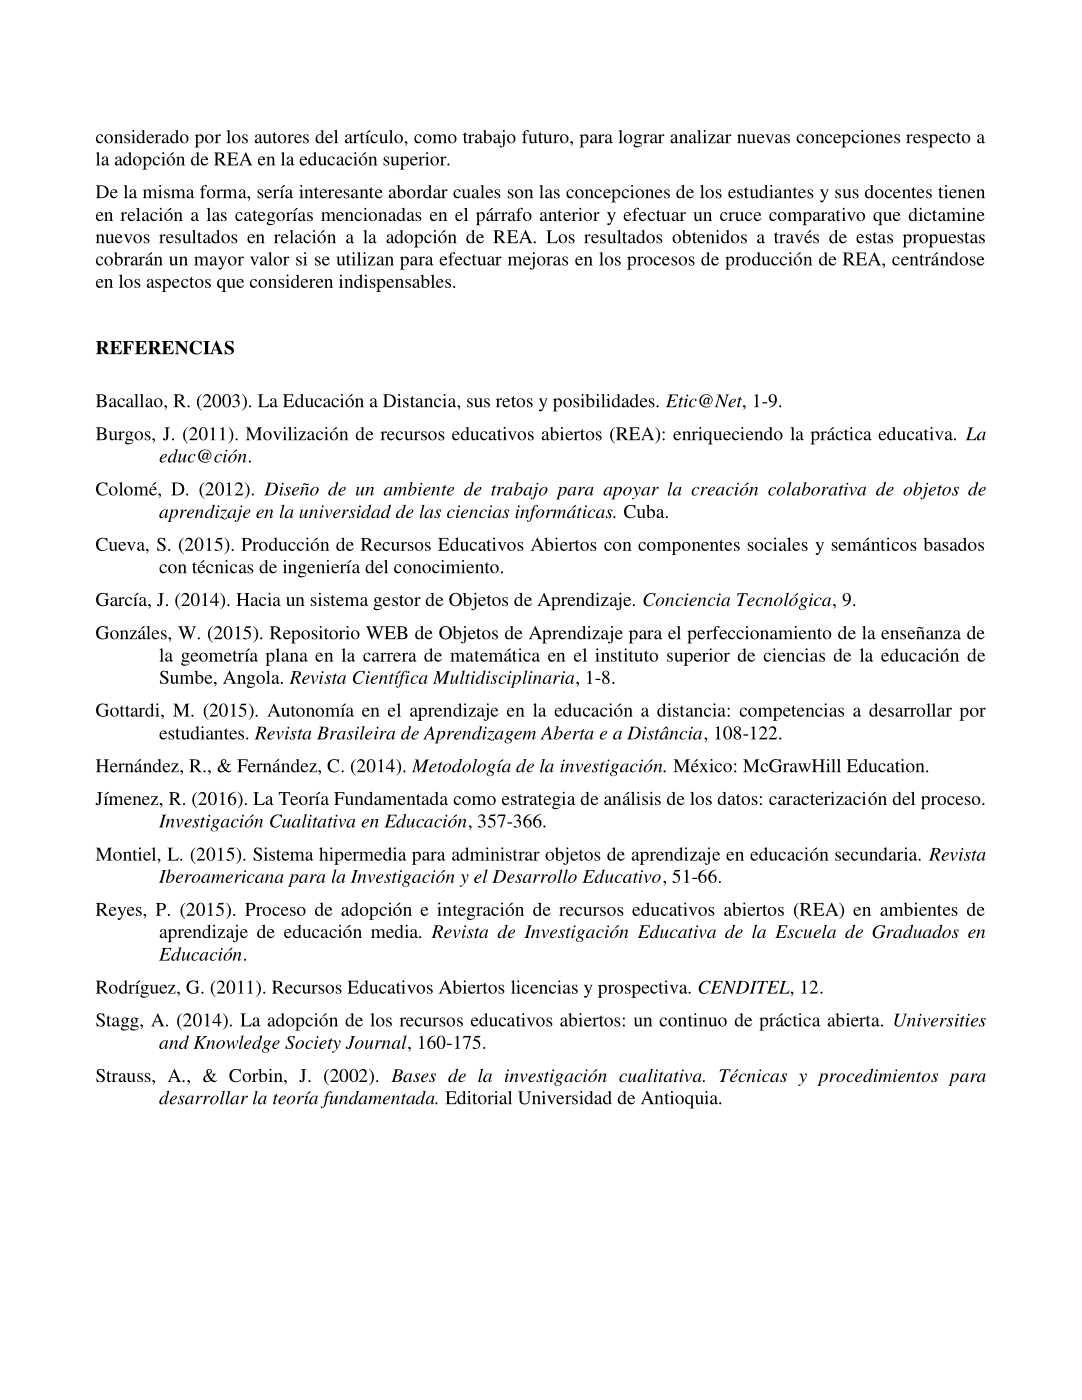 considerado por los autores del artículo, como trabajo futuro, para lograr analizar nuevas concepciones respecto a
la adopción de REA en la educación superior.
De la misma forma, sería interesante abordar cuales son las concepciones de los estudiantes y sus docentes tienen
en relación a las categorías mencionadas en el párrafo anterior y efectuar un cruce comparativo que dictamine
nuevos resultados en relación a la adopción de REA. Los resultados obtenidos a través de estas propuestas
cobrarán un mayor valor si se utilizan para efectuar mejoras en los procesos de producción de REA, centrándose
en los aspectos que consideren indispensables.
REFERENCIAS
Bacallao, R. (2003). La Educación a Distancia, sus retos y posibilidades. Etic@Net, 1-9.
Burgos, J. (2011). Movilización de recursos educativos abiertos (REA): enriqueciendo la práctica educativa. La
educ@ción.
Colomé, D. (2012). Diseño de un ambiente de trabajo para apoyar la creación colaborativa de objetos de
aprendizaje en la universidad de las ciencias informáticas. Cuba.
Cueva, S. (2015). Producción de Recursos Educativos Abiertos con componentes sociales y semánticos basados
con técnicas de ingeniería del conocimiento.
García, J. (2014). Hacia un sistema gestor de Objetos de Aprendizaje. Conciencia Tecnológica, 9.
Gonzáles, W. (2015). Repositorio WEB de Objetos de Aprendizaje para el perfeccionamiento de la enseñanza de
la geometría plana en la carrera de matemática en el instituto superior de ciencias de la educación de
Sumbe, Angola. Revista Científica Multidisciplinaria, 1-8.
Gottardi, M. (2015). Autonomía en el aprendizaje en la educación a distancia: competencias a desarrollar por
estudiantes. Revista Brasileira de Aprendizagem Aberta e a Distância, 108-122.
Hernández, R., & Fernández, C. (2014). Metodología de la investigación. México: McGrawHill Education.
Jímenez, R. (2016). La Teoría Fundamentada como estrategia de análisis de los datos: caracterización del proceso.
Investigación Cualitativa en Educación, 357-366.
Montiel, L. (2015). Sistema hipermedia para administrar objetos de aprendizaje en educación secundaria. Revista
Iberoamericana para la Investigación y el Desarrollo Educativo, 51-66.
Reyes, P. (2015). Proceso de adopción e integración de recursos educativos abiertos (REA) en ambientes de
aprendizaje de educación media. Revista de Investigación Educativa de la Escuela de Graduados en
Educación.
Rodríguez, G. (2011). Recursos Educativos Abiertos licencias y prospectiva. CENDITEL, 12.
Stagg, A. (2014). La adopción de los recursos educativos abiertos: un continuo de práctica abierta. Universities
and Knowledge Society Journal, 160-175.
Strauss, A., & Corbin, J. (2002). Bases de la investigación cualitativa. Técnicas y procedimientos para
desarrollar la teoría fundamentada. Editorial Universidad de Antioquia.